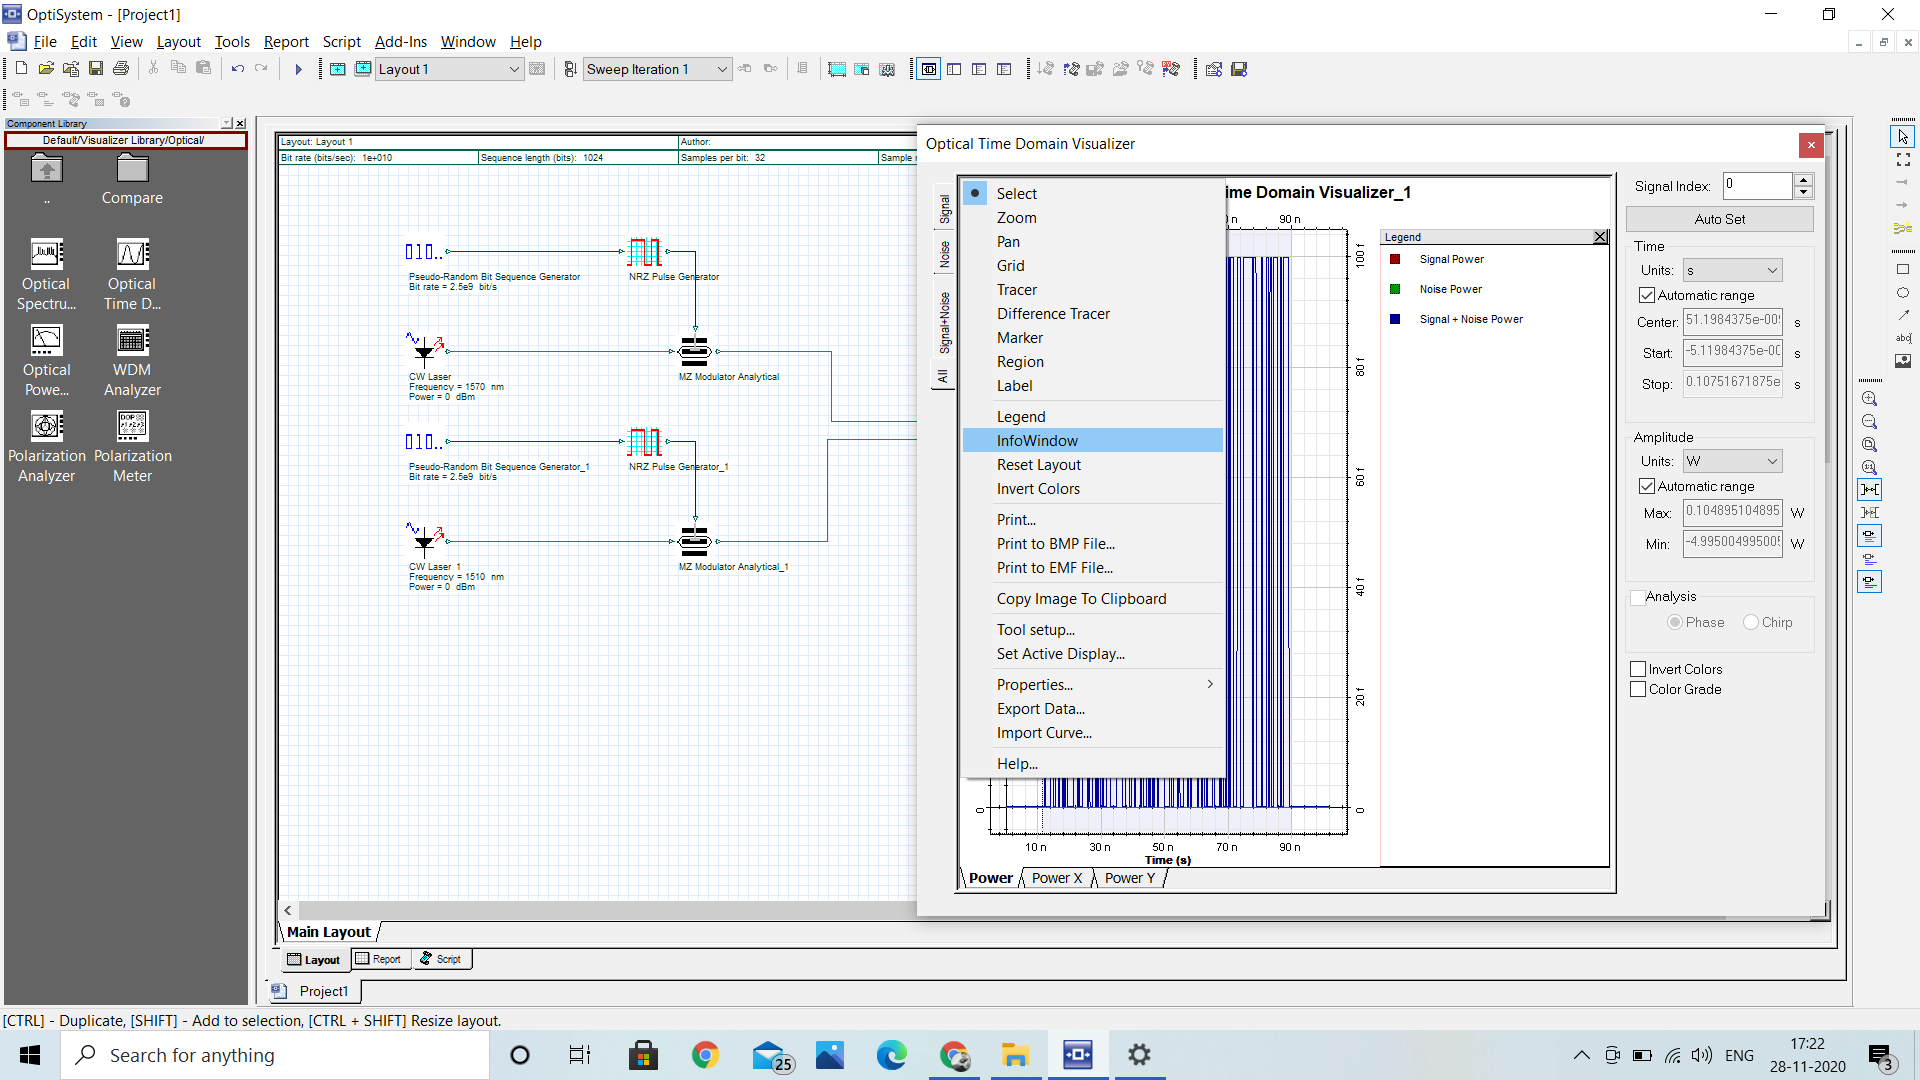 OptiSystem - [Project1]
File Edit View Layout Tools Report Script Add-Ins Window Help
Layout 1
Sweep Iteration 1
Component Library
Default/Visualizer Library/Optical/
..
Compare
Optical Spectru...
Optical Time D...
Optical Powe...
WDM Analyzer
Polarization Analyzer
Polarization Meter
Layout: Layout 1
Author:
Bit rate (bits/sec): 1e+010
Sequence length (bits): 1024
Samples per bit: 32
Sample
Pseudo-Random Bit Sequence Generator
Bit rate = 2.5e9 bit/s
NRZ Pulse Generator
CW Laser
Frequency = 1570 nm
Power = 0 dBm
MZ Modulator Analytical
Pseudo-Random Bit Sequence Generator_1
Bit rate = 2.5e9 bit/s
NRZ Pulse Generator_1
CW Laser 1
Frequency = 1510 nm
Power = 0 dBm
MZ Modulator Analytical_1
Optical Time Domain Visualizer
Signal
Noise
Signal+Noise
All
ime Domain Visualizer_1
Select
Zoom
Pan
Grid
Tracer
Difference Tracer
Marker
Region
Label
Legend
InfoWindow
Reset Layout
Invert Colors
Print...
Print to BMP File...
Print to EMF File...
Copy Image To Clipboard
Tool setup...
Set Active Display...
Properties...
Export Data...
Import Curve...
Help...
90 n
100 f
80 f
60 f
40 f
20 f
0
0
10 n 30 n 50 n 70 n 90 n
Time (s)
Power Power X Power Y
Legend
Signal Power
Noise Power
Signal + Noise Power
Signal Index: 0
Auto Set
Time
Units: s
Automatic range
Center: 51.1984375e-009 s
Start: -5.11984375e-00 s
Stop: 0.10751671875e s
Amplitude
Units: W
Automatic range
Max: 0.104895104895 W
Min: -4.995004995005 W
Analysis
Phase Chirp
Invert Colors
Color Grade
Main Layout
Layout Report Script
Project1
[CTRL] - Duplicate, [SHIFT] - Add to selection, [CTRL + SHIFT] Resize layout.
Search for anything
25
ENG
17:22
28-11-2020
3